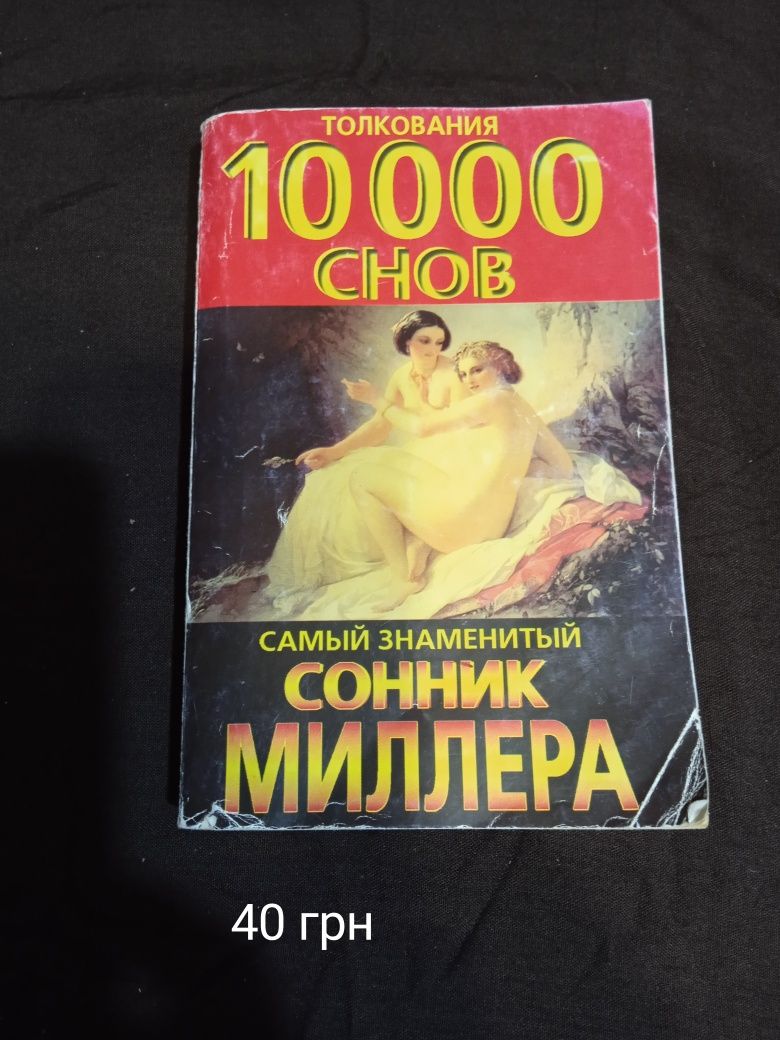 ТОЛКОВАНИЯ
10 000
СНОВ
САМЫЙ ЗНАМЕНИТЫЙ
СОННИК
МИЛЛЕРА
40 грн